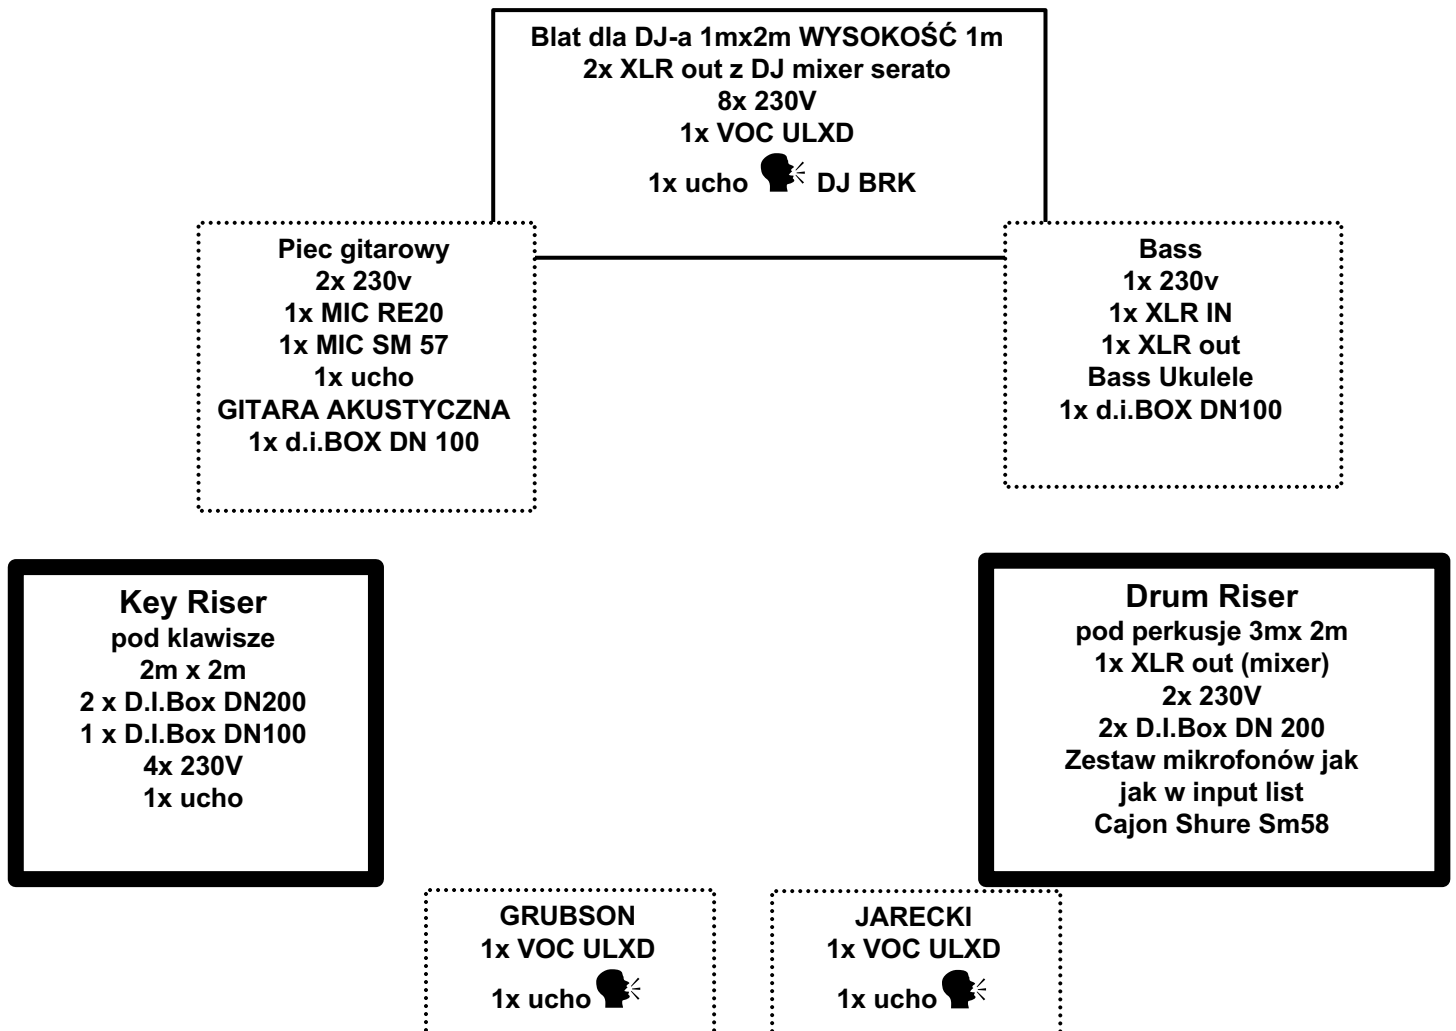 Blat dla DJ-a 1mx2m WYSOKOŚĆ 1m
2x XLR out z DJ mixer serato
8x 230V
1x VOC ULXD
1x ucho DJ BRK
Piec gitarowy
2x 230v
1x MIC RE20
1x MIC SM 57
1x ucho
GITARA AKUSTYCZNA
1x d.i.BOX DN 100
Bass
1x 230v
1x XLR IN
1x XLR out
Bass Ukulele
1x d.i.BOX DN100
Key Riser
pod klawisze
2m x 2m
2 x D.I.Box DN200
1 x D.I.Box DN100
4x 230V
1x ucho
Drum Riser
pod perkusje 3mx 2m
1x XLR out (mixer)
2x 230V
2x D.I.Box DN 200
Zestaw mikrofonów jak
jak w input list
Cajon Shure Sm58
GRUBSON
1x VOC ULXD
1x ucho
JARECKI
1x VOC ULXD
1x ucho